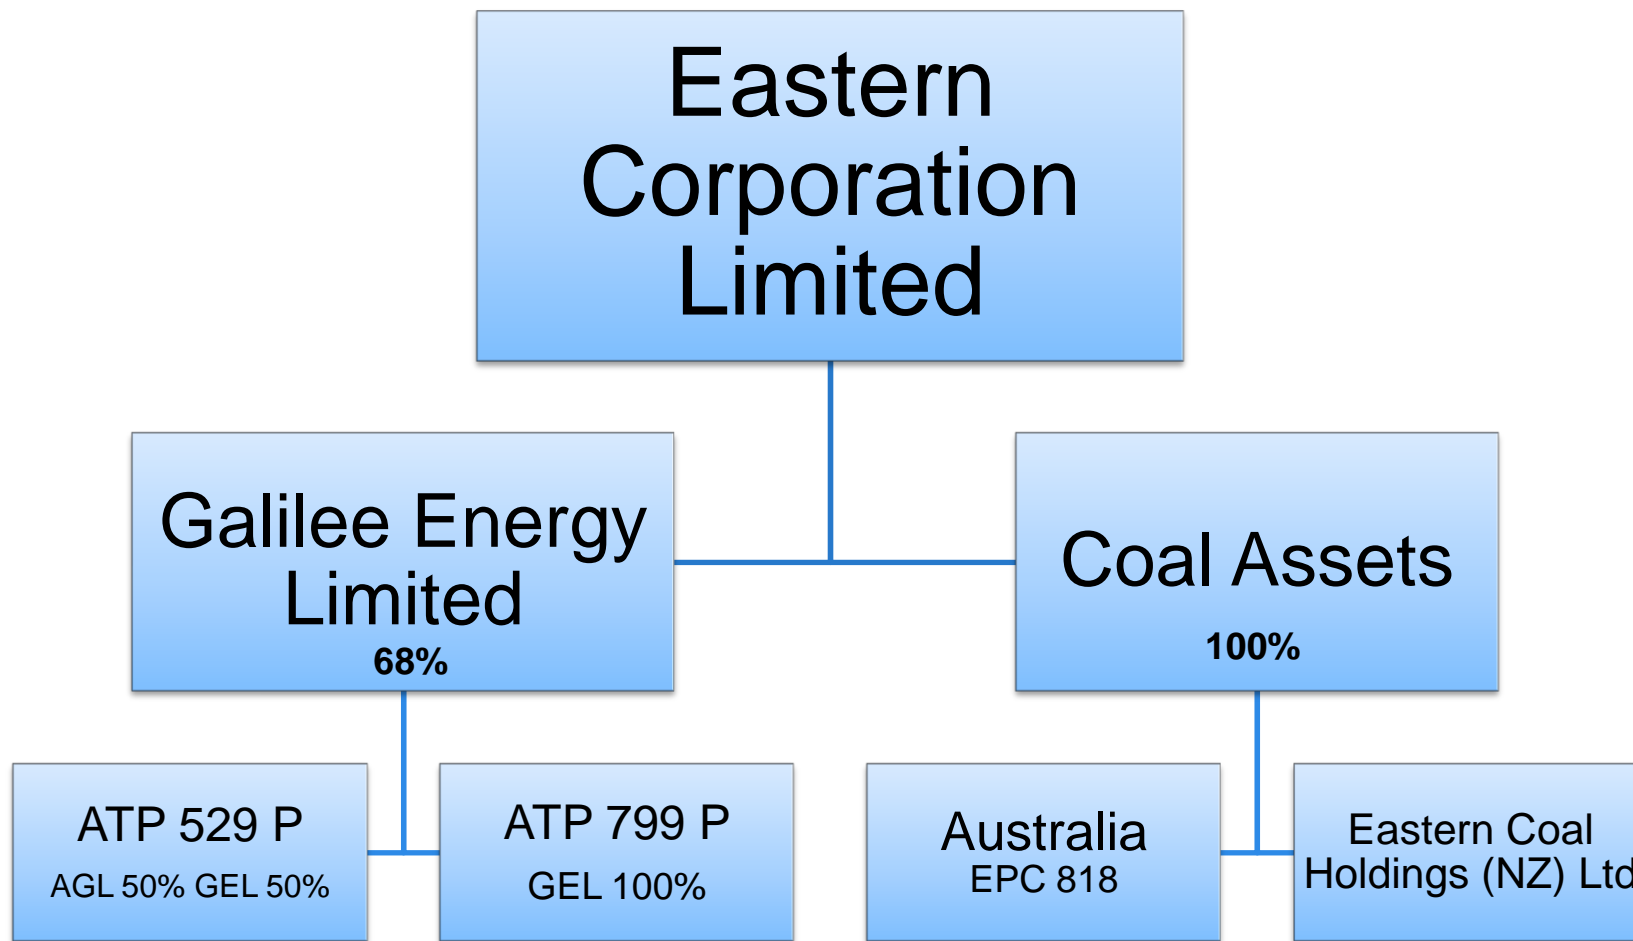 Eastern
Corporation
Limited
Galilee Energy
Limited
68%
Coal Assets
100%
ATP 529 P
AGL 50% GEL 50%
ATP 799 P
GEL 100%
Australia
EPC 818
Eastern Coal
Holdings (NZ) Ltd